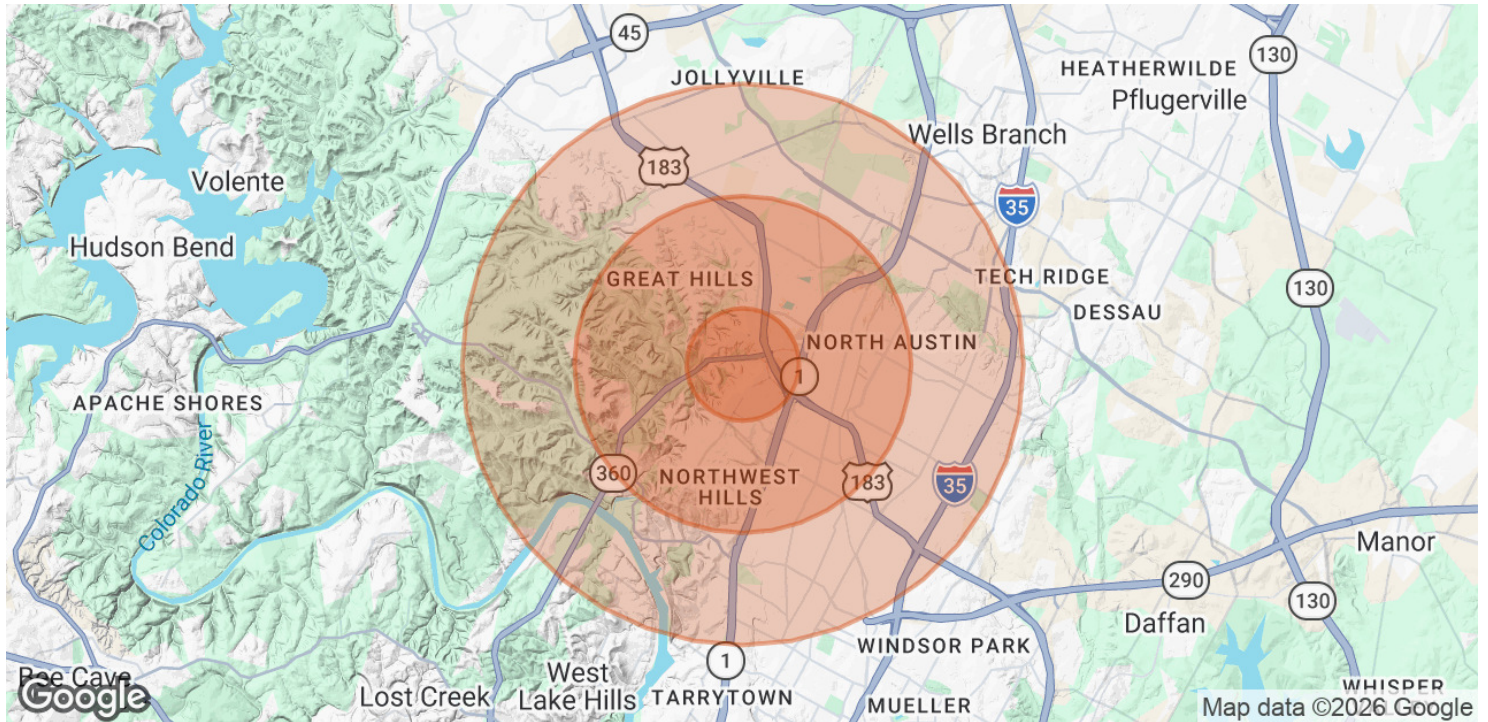 45
130
JOLLYVILLE
HEATHERWILDE
Pflugerville
Wells Branch
183
Volente
35
Hudson Bend
GREAT HILLS
TECH RIDGE
130
DESSAU
NORTH AUSTIN
1
APACHE SHORES
Colorado River
360
NORTHWEST
HILLS
183
35
Manor
290
130
Daffan
WINDSOR PARK
1
Bee Cave
West
Lake Hills
Lost Creek
TARRYTOWN
MUELLER
WHISPER
Google
Map data ©2026 Google